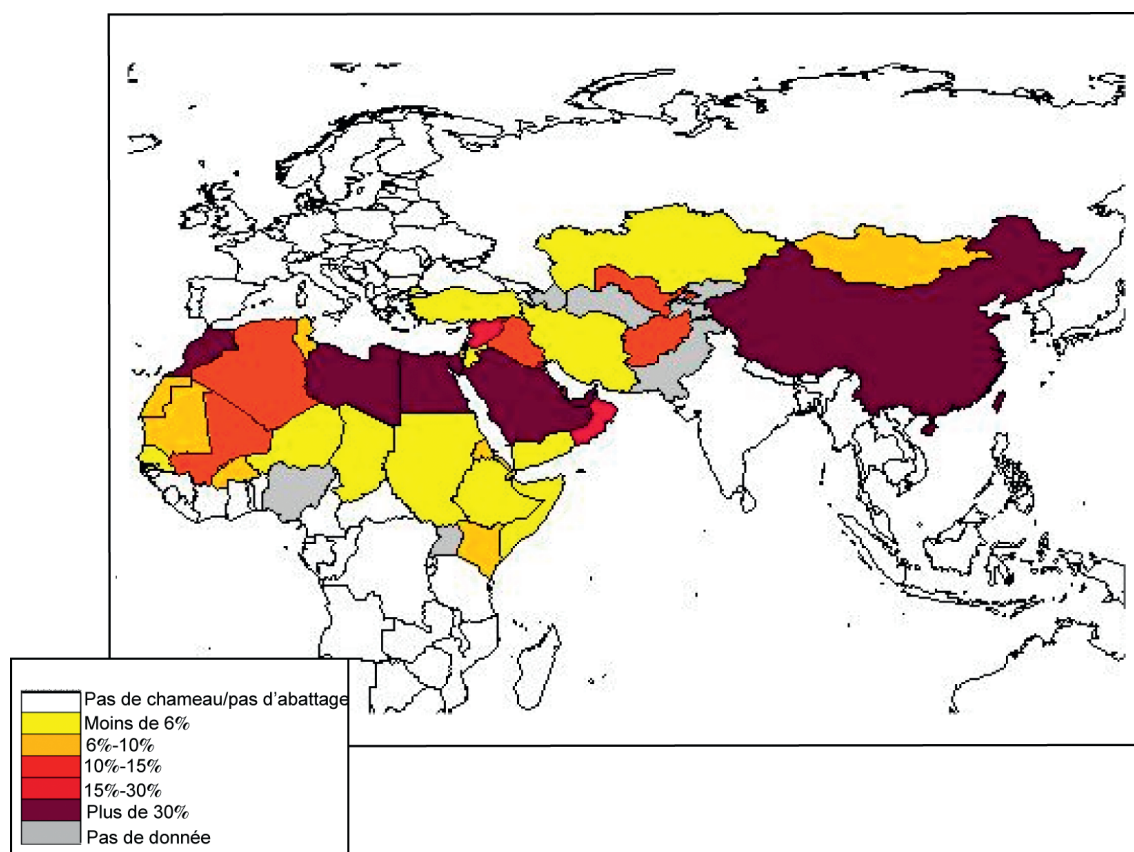 Pas de chameau/pas d'abattage
Moins de 6%
6%-10%
10%-15%
15%-30%
Plus de 30%
Pas de donnée